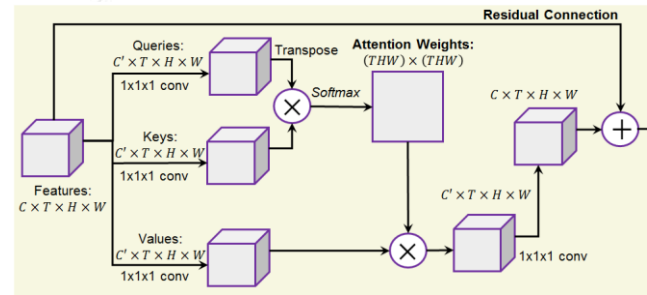 Residual Connection
Queries:
C' × T × H × W
1x1x1 conv
Transpose
Attention Weights:
(THW) × (THW)
Softmax
C × T × H × W
Keys:
C' × T × H × W
1x1x1 conv
Features:
C × T × H × W
C' × T × H × W
Values:
C' × T × H × W
1x1x1 conv
1x1x1 conv